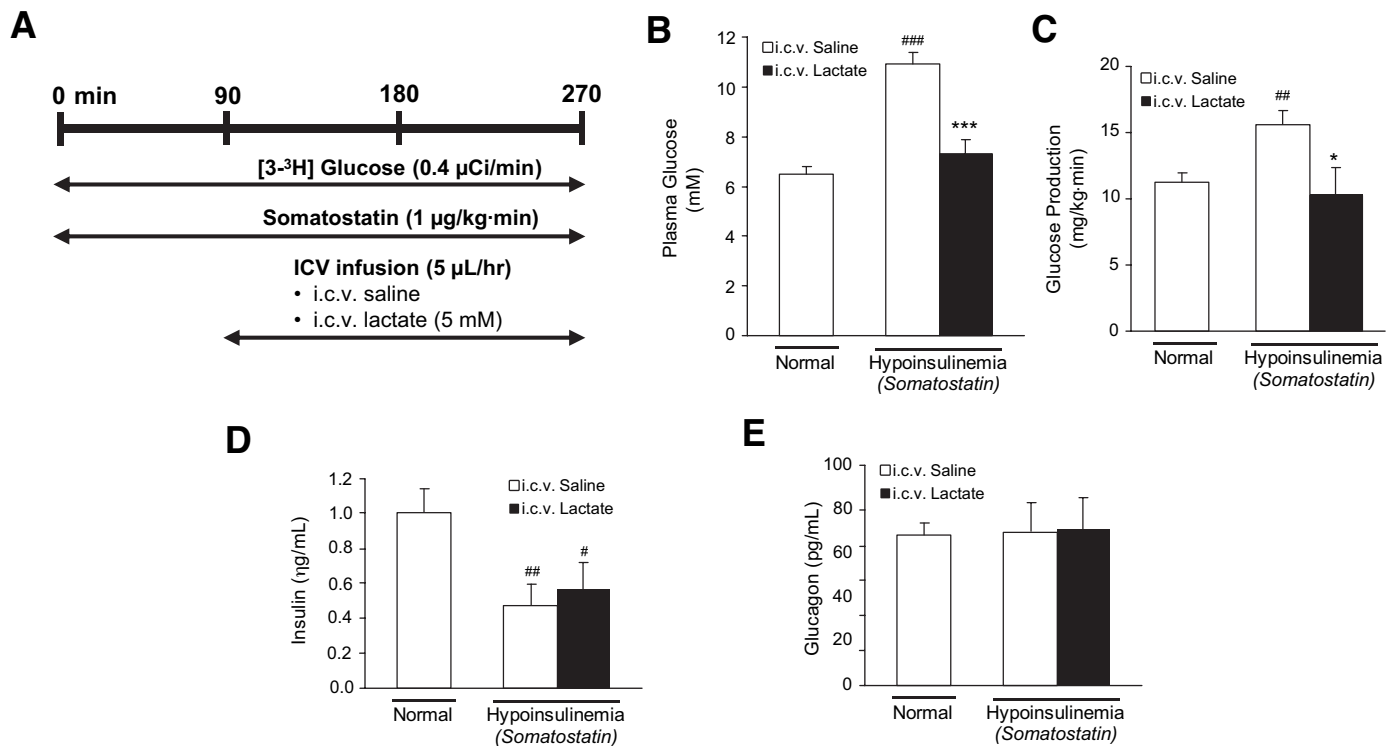 A
0 min 90 180 270
[3-³H] Glucose (0.4 µCi/min)
Somatostatin (1 µg/kg·min)
ICV infusion (5 µL/hr)
• i.c.v. saline
• i.c.v. lactate (5 mM)
B
Plasma Glucose
(mM)
12
10
8
6
4
2
0
i.c.v. Saline
i.c.v. Lactate
###
***
Normal
Hypoinsulinemia
(Somatostatin)
C
Glucose Production
(mg/kg·min)
20
15
10
5
0
i.c.v. Saline
i.c.v. Lactate
##
*
Normal
Hypoinsulinemia
(Somatostatin)
D
Insulin (ηg/mL)
1.2
1.0
0.8
0.6
0.4
0.2
0.0
i.c.v. Saline
i.c.v. Lactate
##
#
Normal
Hypoinsulinemia
(Somatostatin)
E
Glucagon (pg/mL)
100
80
60
40
20
0
i.c.v. Saline
i.c.v. Lactate
Normal
Hypoinsulinemia
(Somatostatin)